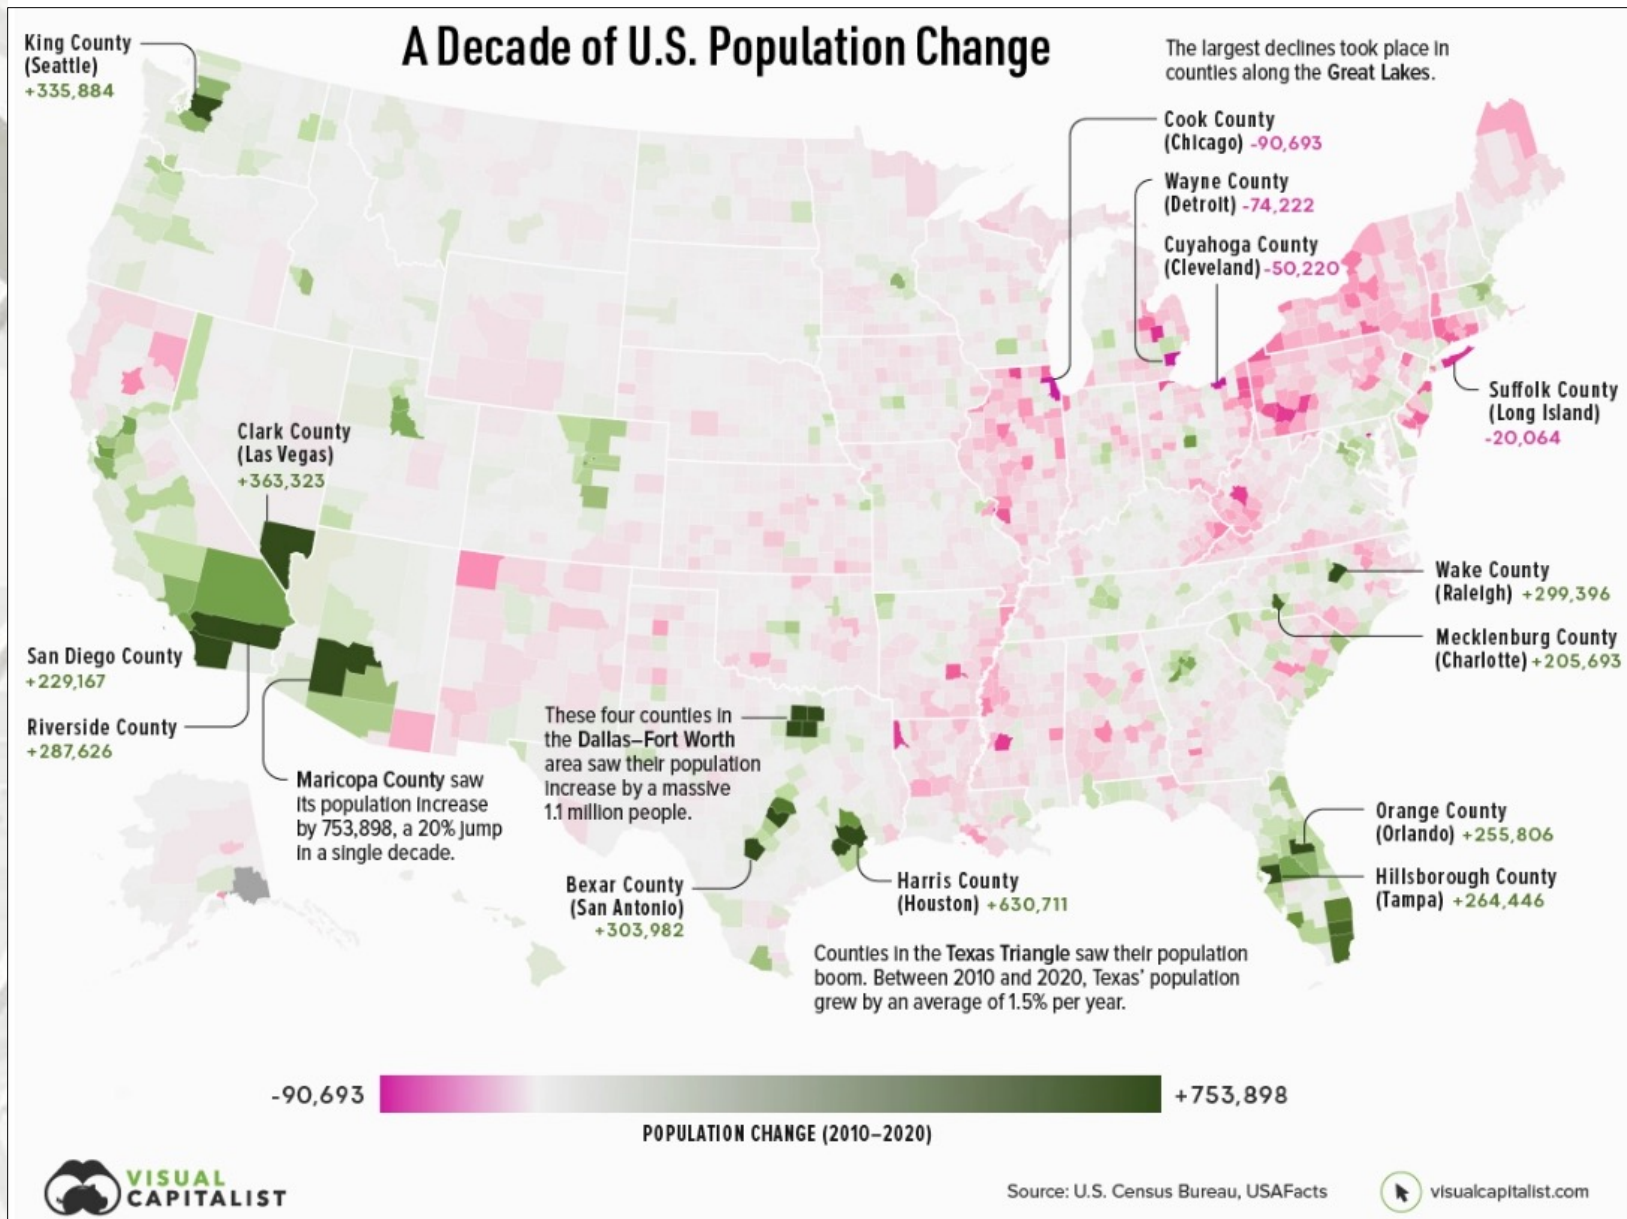 A Decade of U.S. Population Change
King County
(Seattle)
+335,884
The largest declines took place in
counties along the Great Lakes.
Cook County
(Chicago) -90,693
Wayne County
(Detroit) -74,222
Cuyahoga County
(Cleveland) -50,220
Suffolk County
(Long Island)
-20,064
Clark County
(Las Vegas)
+363,323
Wake County
(Raleigh) +299,396
Mecklenburg County
(Charlotte) +205,693
San Diego County
+229,167
Riverside County
+287,626
Maricopa County saw
its population increase
by 753,898, a 20% jump
in a single decade.
These four counties in
the Dallas–Fort Worth
area saw their population
increase by a massive
1.1 million people.
Bexar County
(San Antonio)
+303,982
Harris County
(Houston) +630,711
Orange County
(Orlando) +255,806
Hillsborough County
(Tampa) +264,446
Counties in the Texas Triangle saw their population
boom. Between 2010 and 2020, Texas’ population
grew by an average of 1.5% per year.
-90,693
+753,898
POPULATION CHANGE (2010–2020)
VISUAL
CAPITALIST
Source: U.S. Census Bureau, USAFacts
visualcapitalist.com